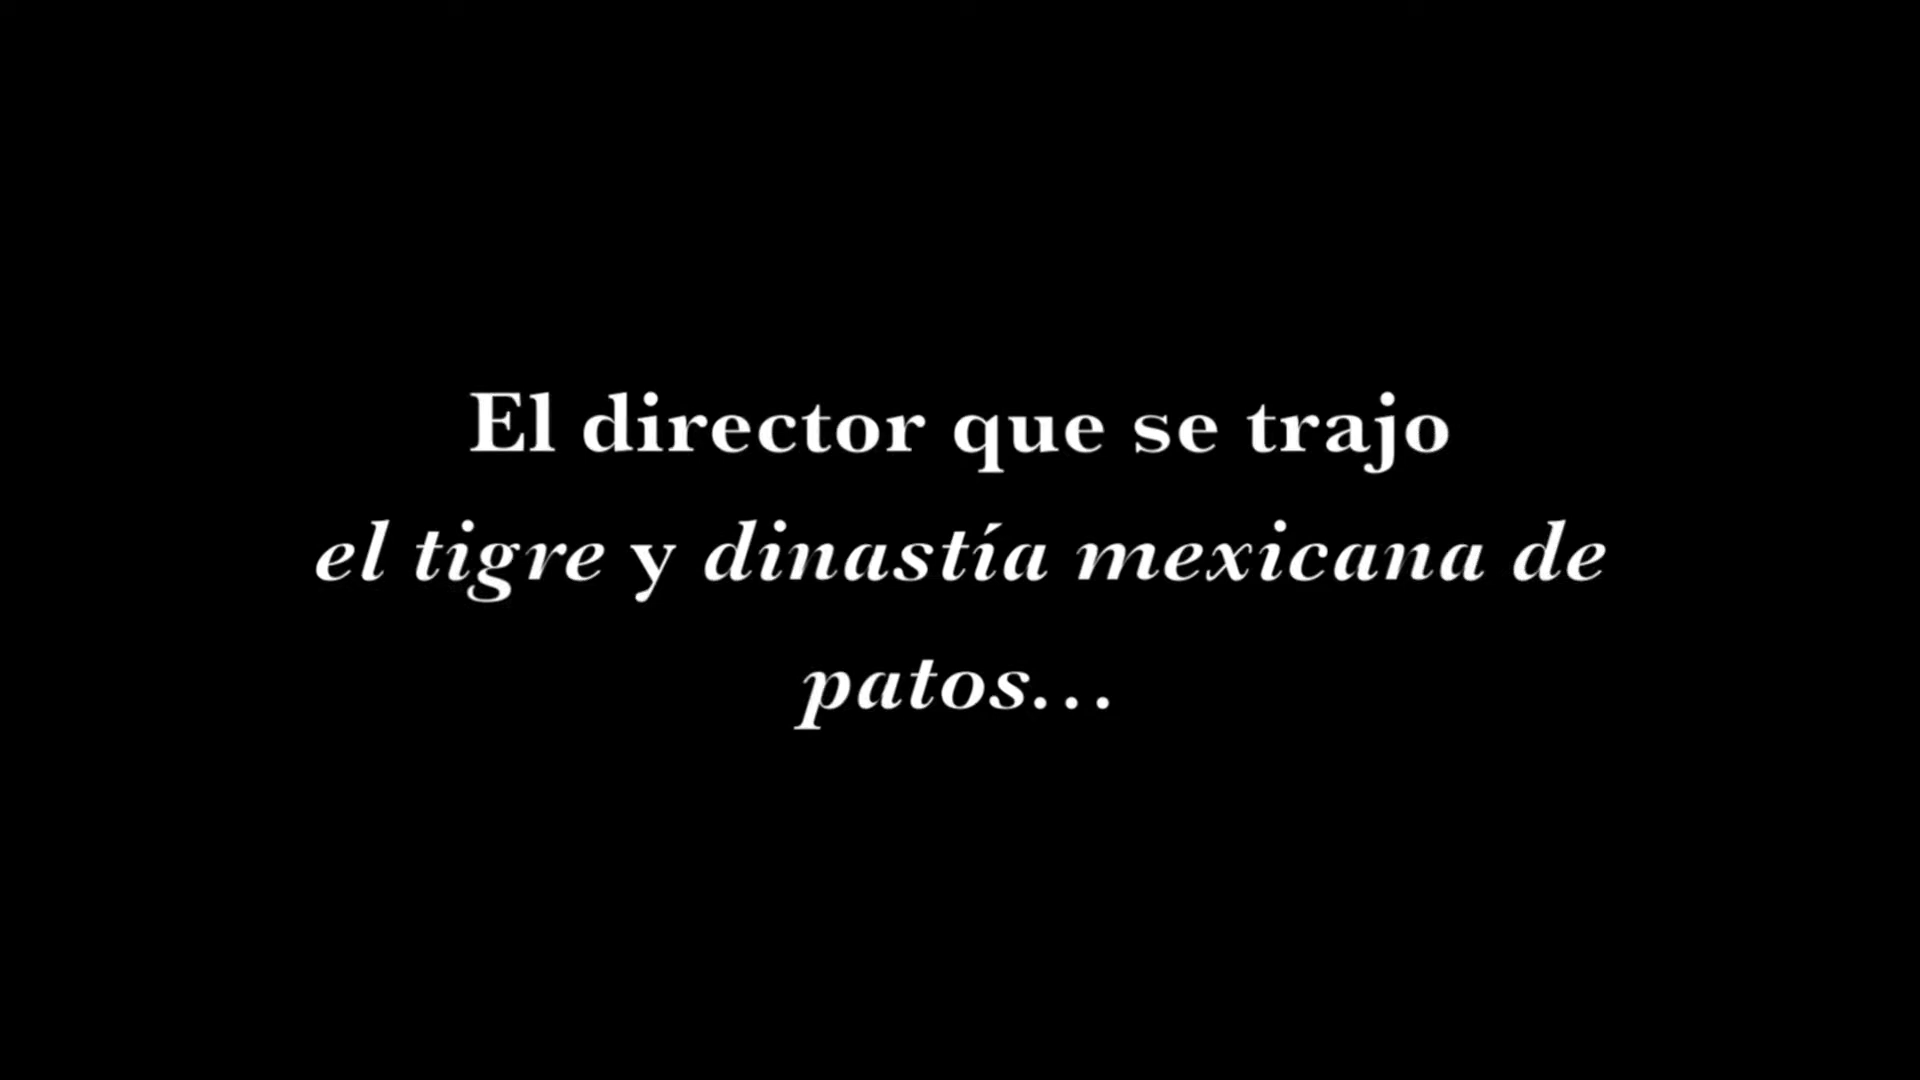 El director que se trajo
el tigre y dinastía mexicana de
patos...